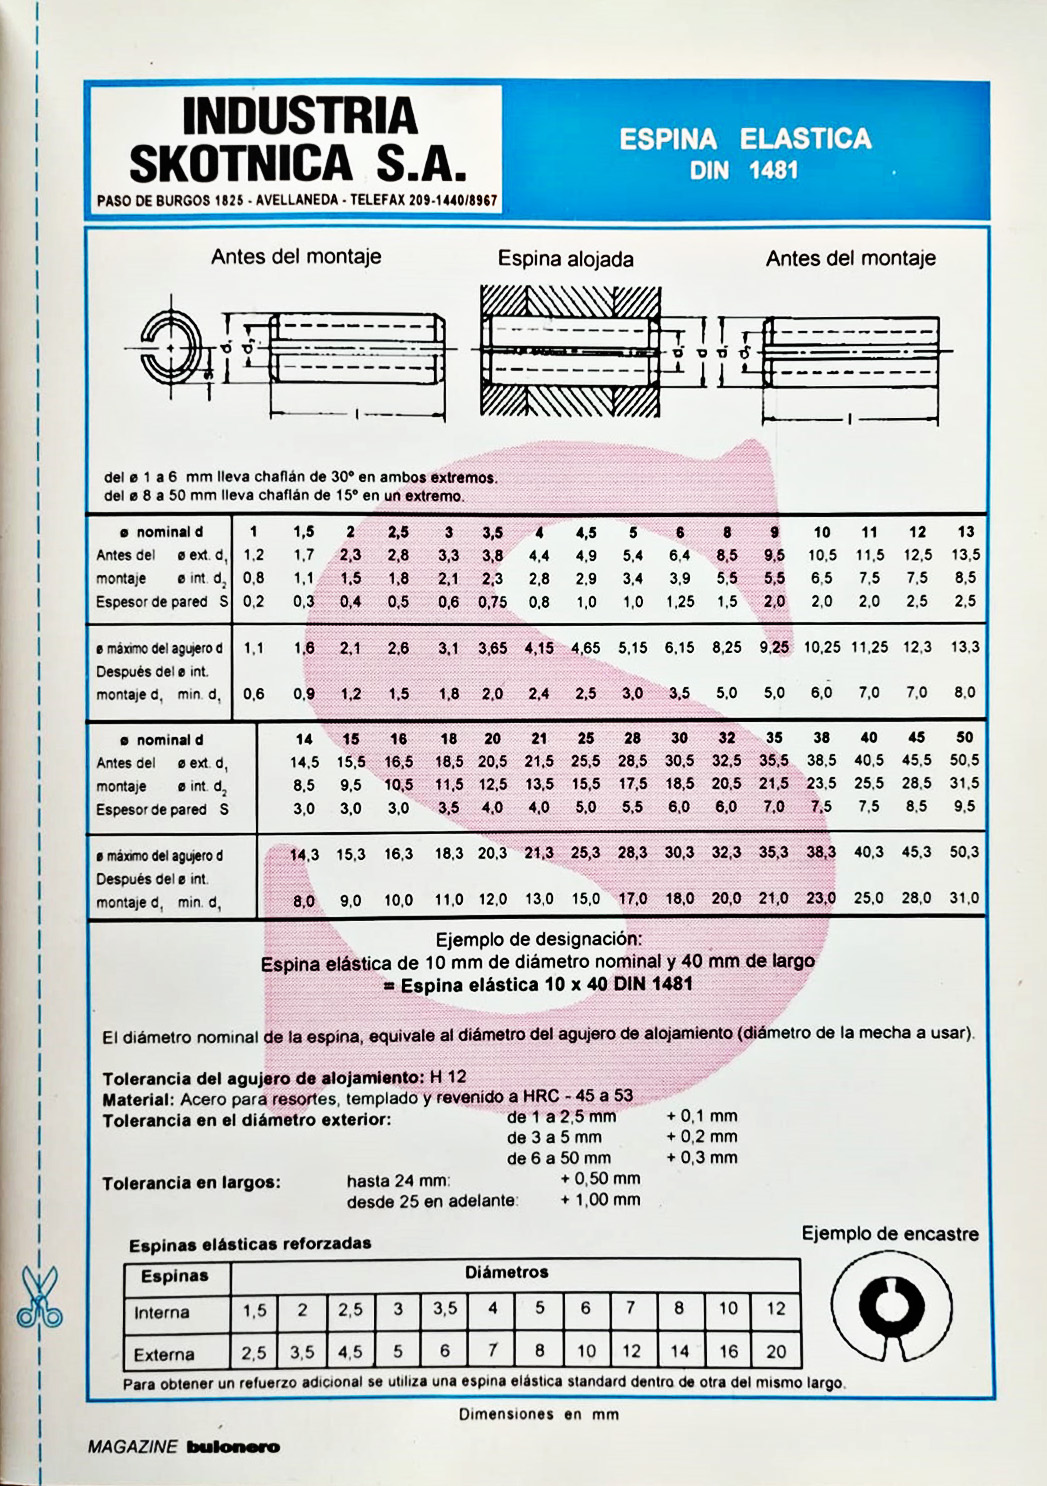 INDUSTRIA
SKOTNICA S.A.
PASO DE BURGOS 1825 - AVELLANEDA - TELEFAX 209-1440/8967
ESPINA ELASTICA
DIN 1481
Antes del montaje
Espina alojada
Antes del montaje
d₁ d₂ s l
d₁ d
d₁ d₂ l
del ø 1 a 6 mm lleva chaflán de 30º en ambos extremos.
del ø 8 a 50 mm lleva chaflán de 15º en un extremo.
ø nominal d 1 1,5 2 2,5 3 3,5 4 4,5 5 6 8 9 10 11 12 13
Antes del ø ext. d₁ 1,2 1,7 2,3 2,8 3,3 3,8 4,4 4,9 5,4 6,4 8,5 9,5 10,5 11,5 12,5 13,5
montaje ø int. d₂ 0,8 1,1 1,5 1,8 2,1 2,3 2,8 2,9 3,4 3,9 5,5 5,5 6,5 7,5 7,5 8,5
Espesor de pared S 0,2 0,3 0,4 0,5 0,6 0,75 0,8 1,0 1,0 1,25 1,5 2,0 2,0 2,0 2,5 2,5
ø máximo del agujero d 1,1 1,6 2,1 2,6 3,1 3,65 4,15 4,65 5,15 6,15 8,25 9,25 10,25 11,25 12,3 13,3
Después del ø int.
montaje d₁ min. d₁ 0,6 0,9 1,2 1,5 1,8 2,0 2,4 2,5 3,0 3,5 5,0 5,0 6,0 7,0 7,0 8,0
ø nominal d 14 15 16 18 20 21 25 28 30 32 35 38 40 45 50
Antes del ø ext. d₁ 14,5 15,5 16,5 18,5 20,5 21,5 25,5 28,5 30,5 32,5 35,5 38,5 40,5 45,5 50,5
montaje ø int. d₂ 8,5 9,5 10,5 11,5 12,5 13,5 15,5 17,5 18,5 20,5 21,5 23,5 25,5 28,5 31,5
Espesor de pared S 3,0 3,0 3,0 3,5 4,0 4,0 5,0 5,5 6,0 6,0 7,0 7,5 7,5 8,5 9,5
ø máximo del agujero d 14,3 15,3 16,3 18,3 20,3 21,3 25,3 28,3 30,3 32,3 35,3 38,3 40,3 45,3 50,3
Después del ø int.
montaje d₁ min. d₁ 8,0 9,0 10,0 11,0 12,0 13,0 15,0 17,0 18,0 20,0 21,0 23,0 25,0 28,0 31,0
Ejemplo de designación:
Espina elástica de 10 mm de diámetro nominal y 40 mm de largo
= Espina elástica 10 x 40 DIN 1481
El diámetro nominal de la espina, equivale al diámetro del agujero de alojamiento (diámetro de la mecha a usar).
Tolerancia del agujero de alojamiento: H 12
Material: Acero para resortes, templado y revenido a HRC - 45 a 53
Tolerancia en el diámetro exterior: de 1 a 2,5 mm + 0,1 mm
de 3 a 5 mm + 0,2 mm
de 6 a 50 mm + 0,3 mm
Tolerancia en largos: hasta 24 mm: + 0,50 mm
desde 25 en adelante: + 1,00 mm
Espinas elásticas reforzadas
Ejemplo de encastre
Espinas Diámetros
Interna 1,5 2 2,5 3 3,5 4 5 6 7 8 10 12
Externa 2,5 3,5 4,5 5 6 7 8 10 12 14 16 20
Para obtener un refuerzo adicional se utiliza una espina elástica standard dentro de otra del mismo largo.
Dimensiones en mm
MAGAZINE bulonero